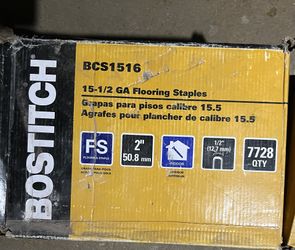 BOSTITCH
BCS1516
15-1/2 GA Flooring Staples
Grapas para pisos calibre 15.5
Agrafes pour plancher de calibre 15.5
FS
2"
50.8 mm
INDOOR
1/2"
(12,7 mm)
7728
QTY